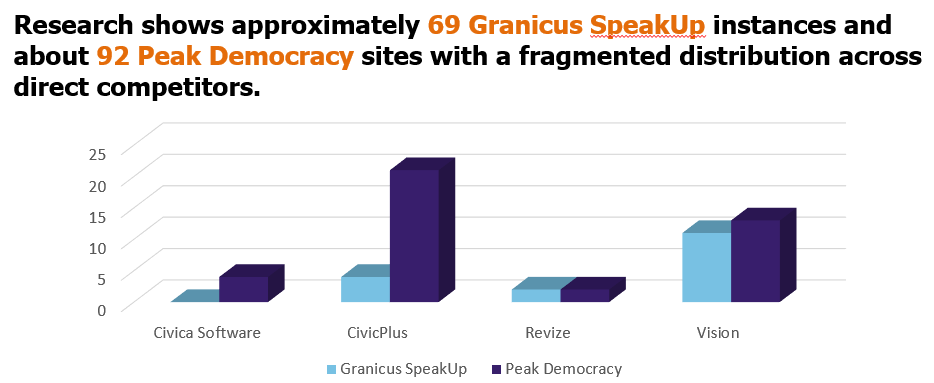 Research shows approximately 69 Granicus SpeakUp instances and
about 92 Peak Democracy sites with a fragmented distribution across
direct competitors.
25
20
15
10
5
0
Civica Software CivicPlus Revize Vision
Granicus SpeakUp Peak Democracy